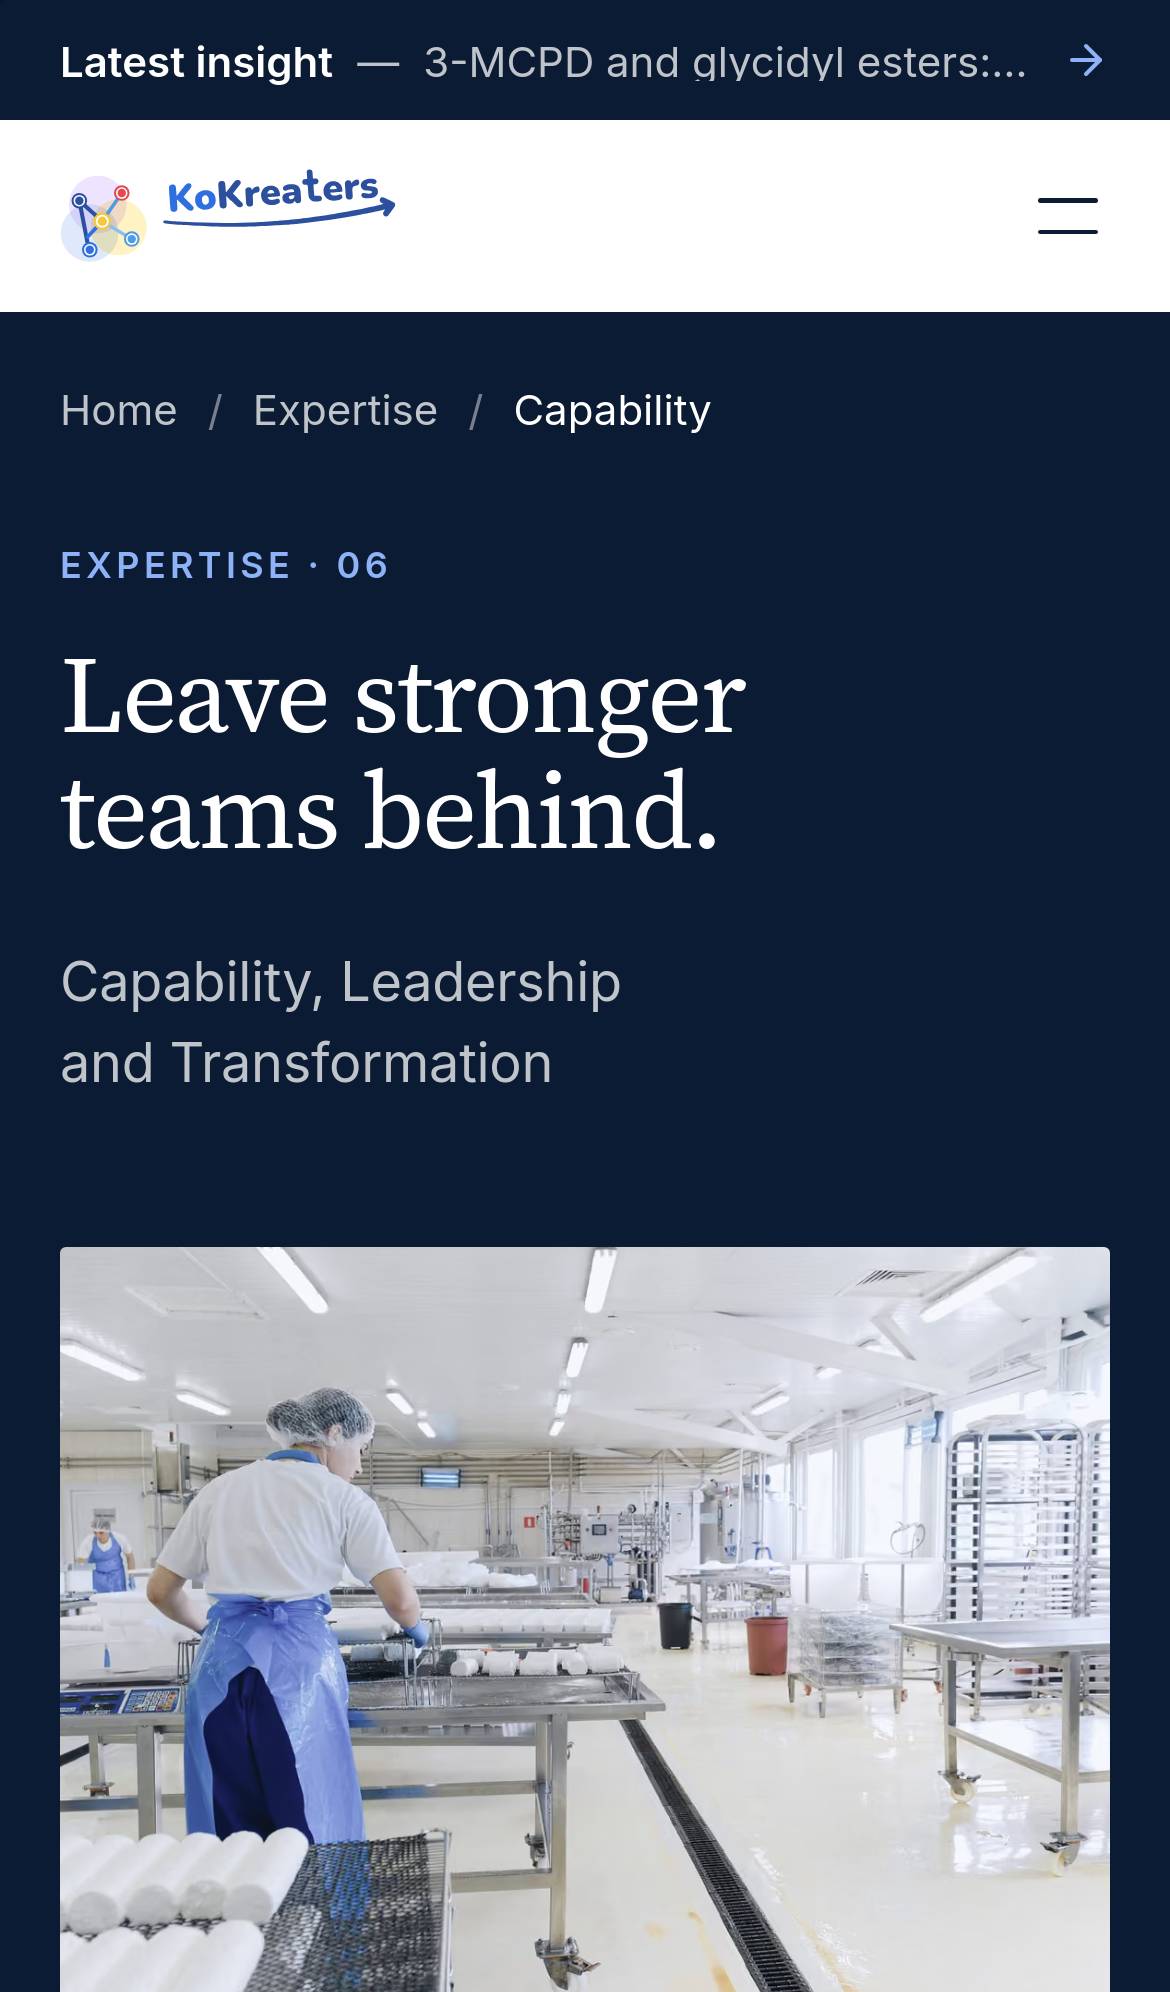 Latest insight — 3-MCPD and glycidyl esters:...
KoKreaters
Home / Expertise / Capability
EXPERTISE · 06
Leave stronger
teams behind.
Capability, Leadership
and Transformation